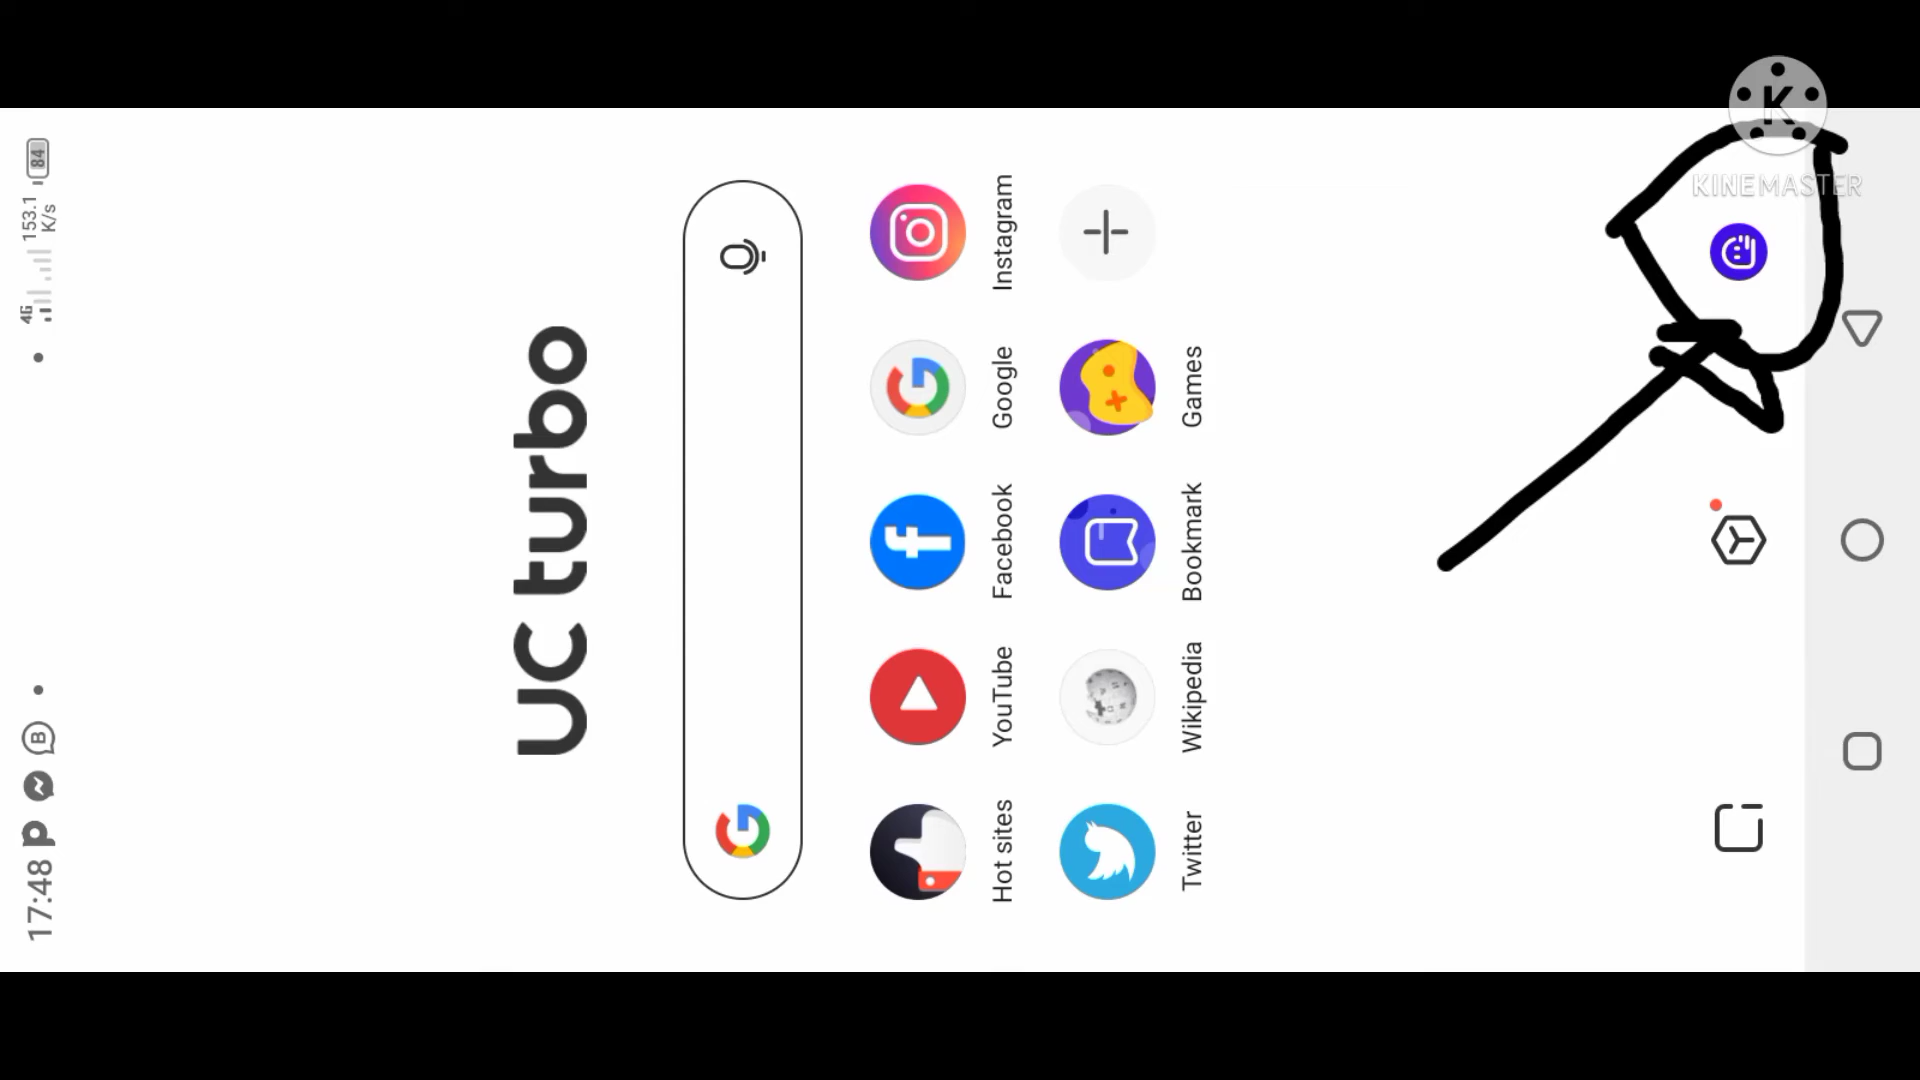 17:48
4G
153.1
K/s
84
UC turbo
Hot sites
YouTube
Facebook
Google
Instagram
Twitter
Wikipedia
Bookmark
Games
K
KINEMASTER